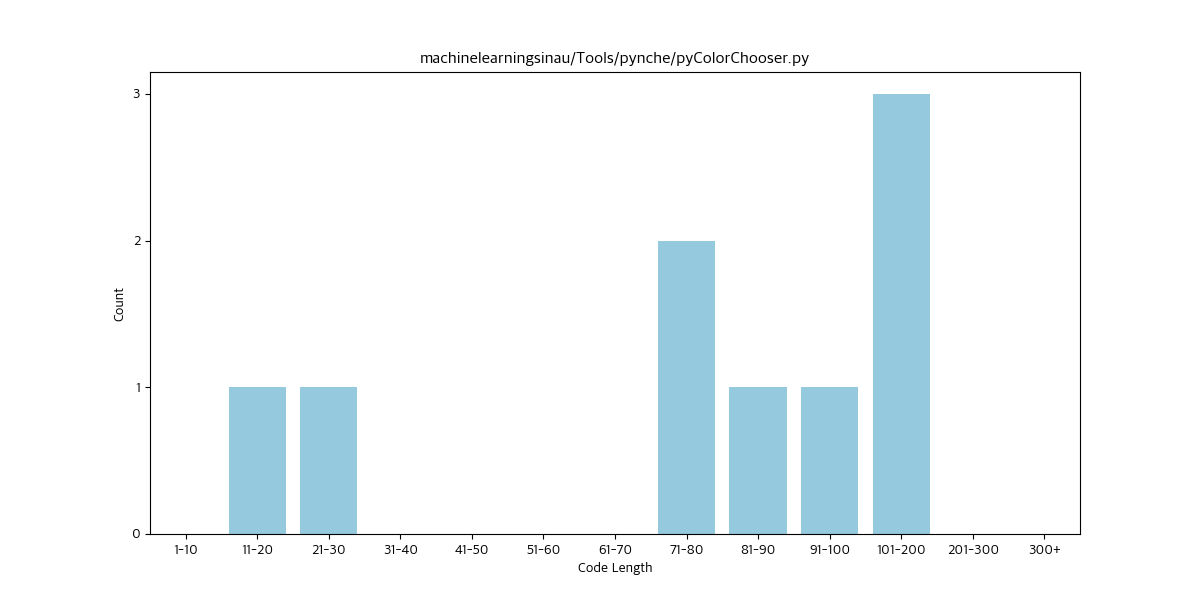 machinelearningsinau/Tools/pynche/pyColorChooser.py
3
2
1
0
Count
1-10 11-20 21-30 31-40 41-50 51-60 61-70 71-80 81-90 91-100 101-200 201-300 300+
Code Length